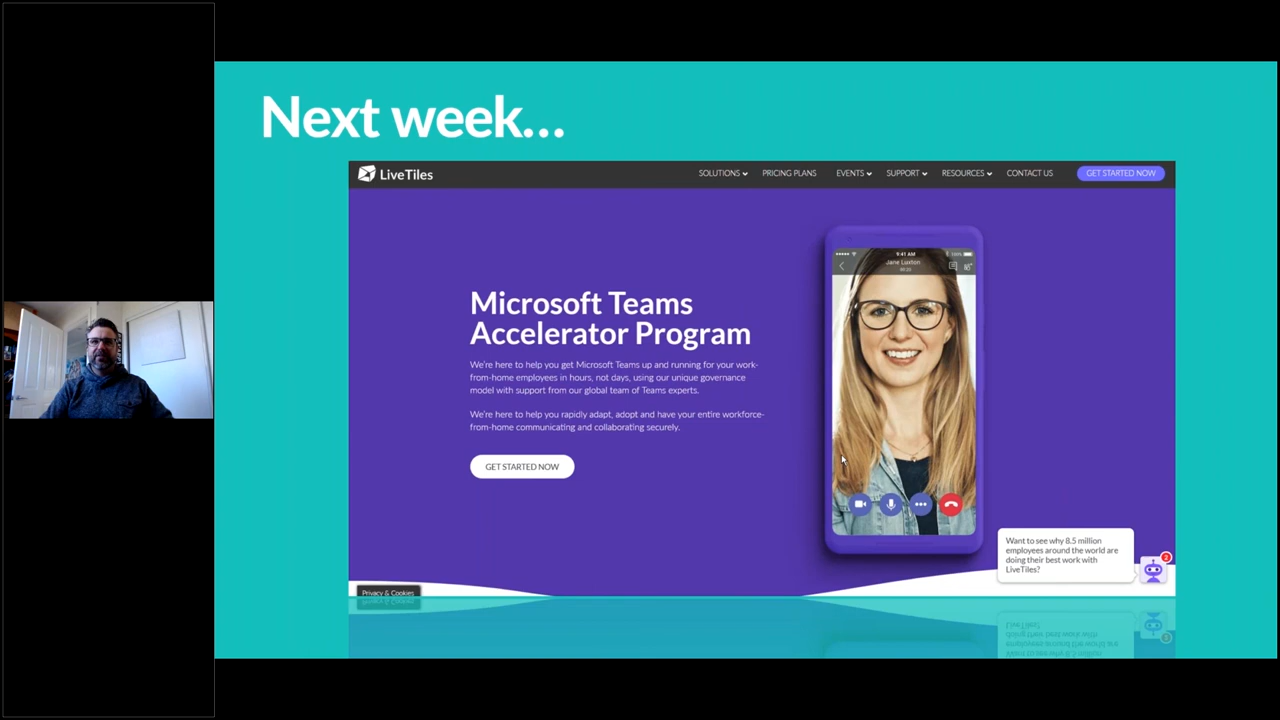 Next week...
LiveTiles
SOLUTIONS
PRICING PLANS
EVENTS
SUPPORT
RESOURCES
CONTACT US
GET STARTED NOW
9:41 AM
Jane Luxton
Microsoft Teams
Accelerator Program
We're here to help you get Microsoft Teams up and running for your work-
from-home employees in hours, not days, using our unique governance
model with support from our global team of Teams experts.
We're here to help you rapidly adapt, adopt and have your entire workforce-
from-home communicating and collaborating securely.
GET STARTED NOW
Want to see why 8.5 million
employees around the world are
doing their best work with
LiveTiles?
2
Privacy & Cookies